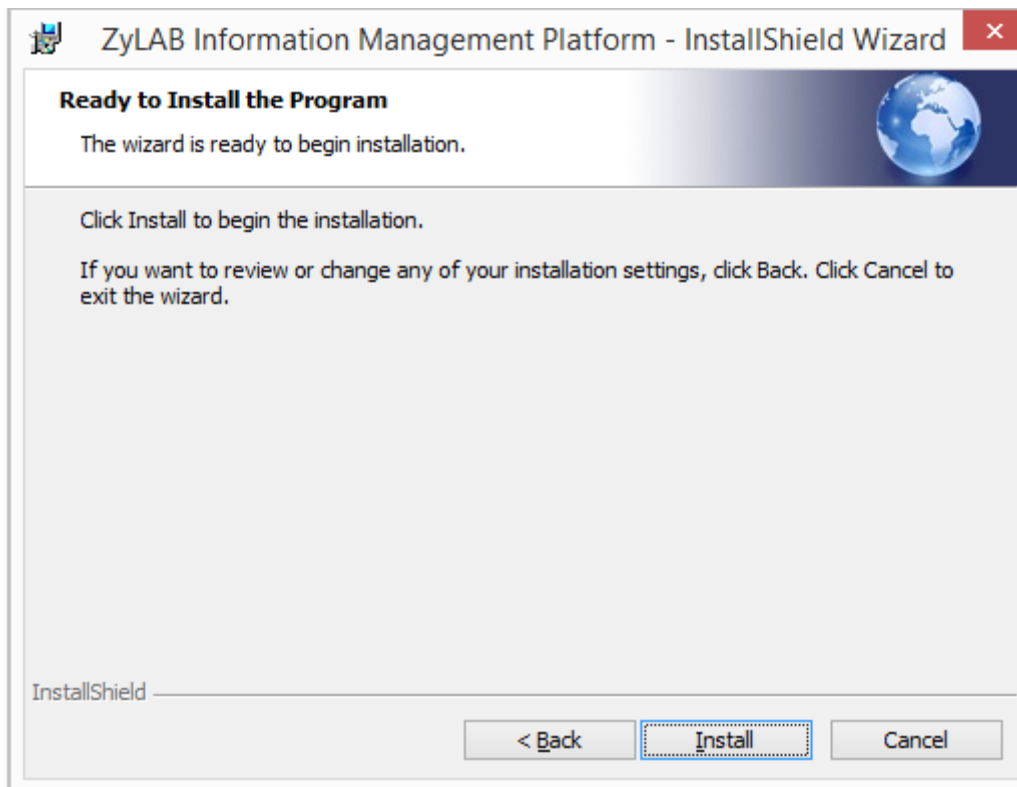 ZyLAB Information Management Platform - InstallShield Wizard
Ready to Install the Program
The wizard is ready to begin installation.
Click Install to begin the installation.
If you want to review or change any of your installation settings, click Back. Click Cancel to
exit the wizard.
InstallShield
< Back
Install
Cancel